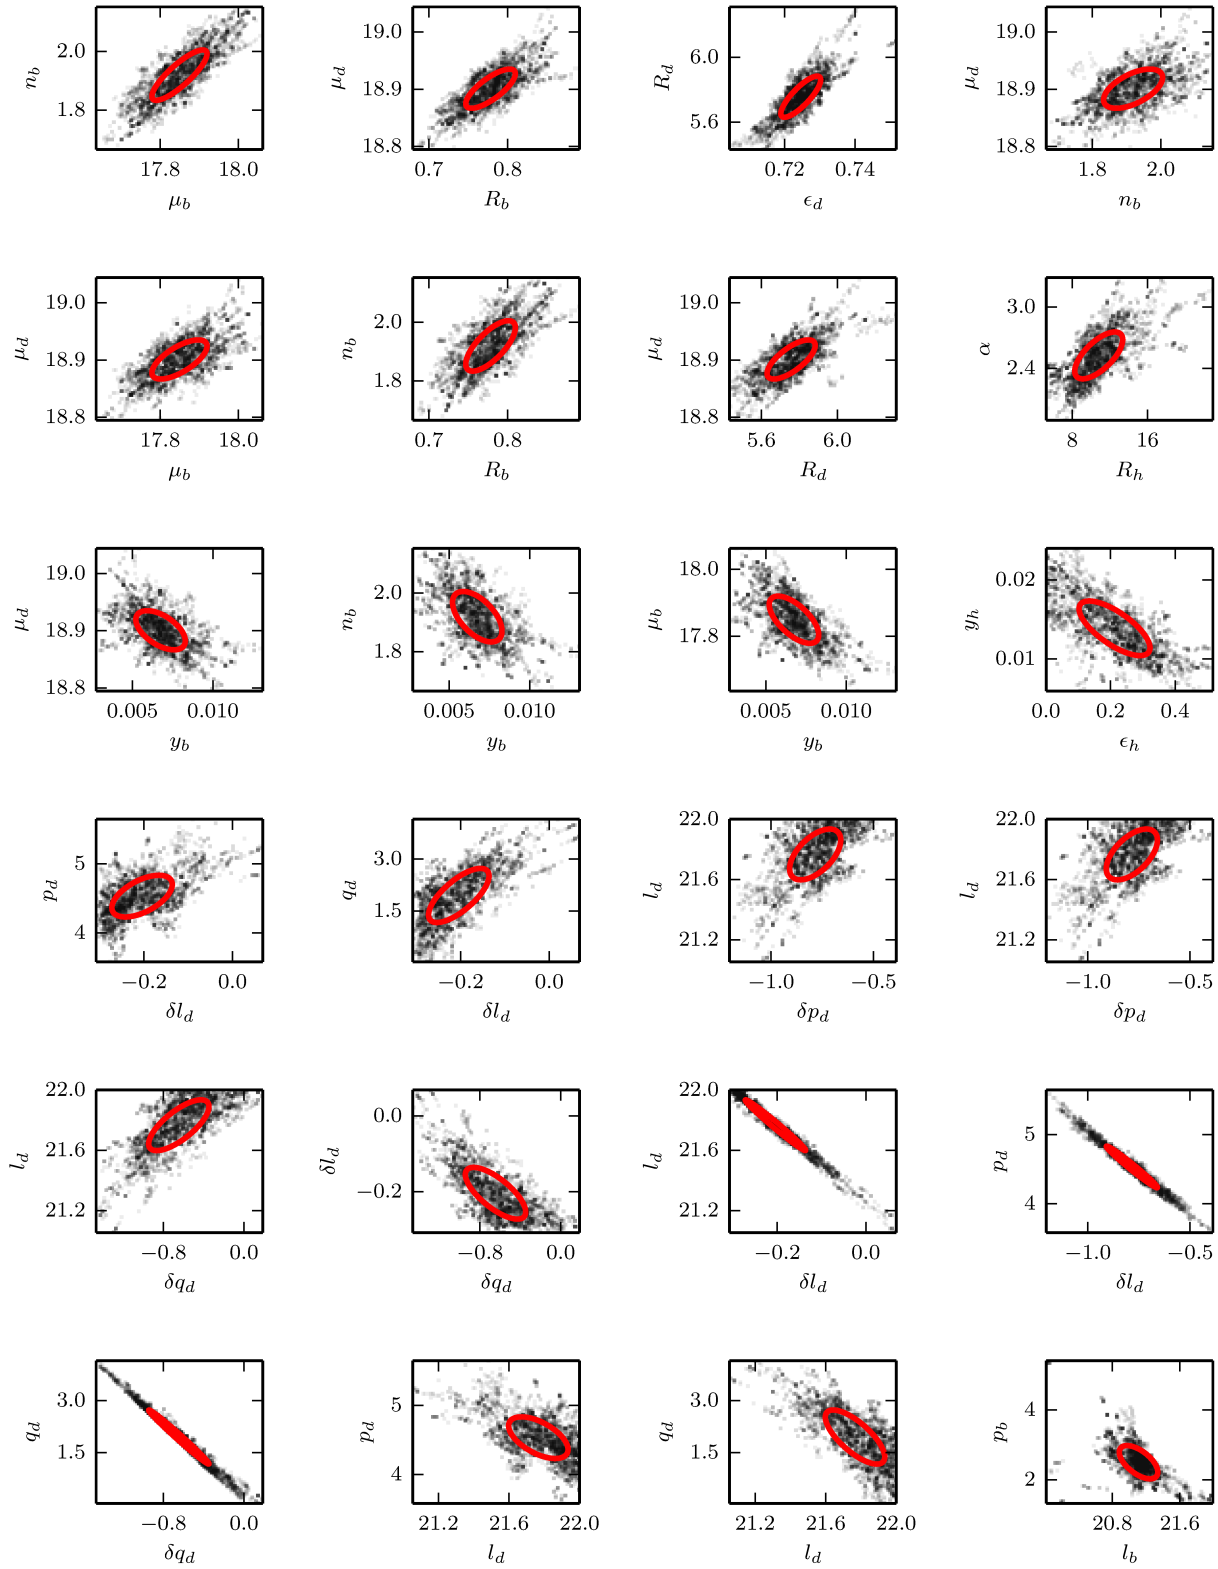 n_b 2.0 1.8 17.8 18.0 μ_b
μ_d 19.0 18.9 18.8 0.7 0.8 R_b
R_d 6.0 5.6 0.72 0.74 ϵ_d
μ_d 19.0 18.9 18.8 1.8 2.0 n_b
μ_d 19.0 18.9 18.8 17.8 18.0 μ_b
n_b 2.0 1.8 0.7 0.8 R_b
μ_d 19.0 18.9 18.8 5.6 6.0 R_d
α 3.0 2.4 8 16 R_h
μ_d 19.0 18.9 18.8 0.005 0.010 y_b
n_b 2.0 1.8 0.005 0.010 y_b
μ_b 18.0 17.8 0.005 0.010 y_b
y_h 0.02 0.01 0.0 0.2 0.4 ϵ_h
p_d 5 4 −0.2 0.0 δl_d
q_d 3.0 1.5 −0.2 0.0 δl_d
l_d 22.0 21.6 21.2 −1.0 −0.5 δp_d
l_d 22.0 21.6 21.2 −1.0 −0.5 δp_d
l_d 22.0 21.6 21.2 −0.8 0.0 δq_d
δl_d 0.0 −0.2 −0.8 0.0 δq_d
l_d 22.0 21.6 21.2 −0.2 0.0 δl_d
p_d 5 4 −1.0 −0.5 δl_d
q_d 3.0 1.5 −0.8 0.0 δq_d
p_d 5 4 21.2 21.6 22.0 l_d
q_d 3.0 1.5 21.2 21.6 22.0 l_d
p_b 4 2 20.8 21.6 l_b